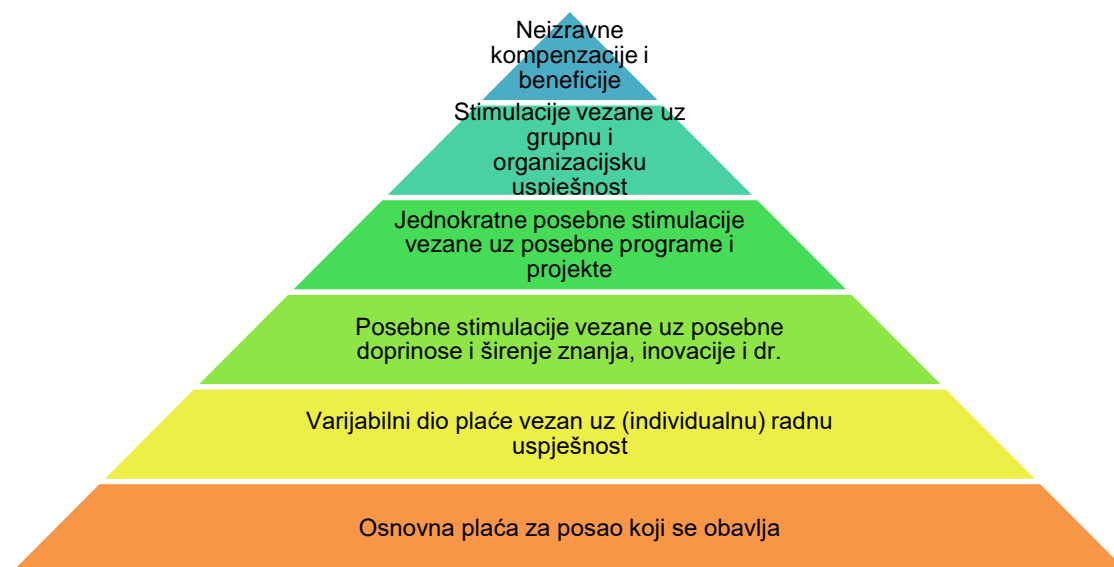 Neizravne
kompenzacije i
beneficije
Stimulacije vezane uz
grupnu i
organizacijsku
uspješnost
Jednokratne posebne stimulacije
vezane uz posebne programe i
projekte
Posebne stimulacije vezane uz posebne
doprinose i širenje znanja, inovacije i dr.
Varijabilni dio plaće vezan uz (individualnu) radnu
uspješnost
Osnovna plaća za posao koji se obavlja